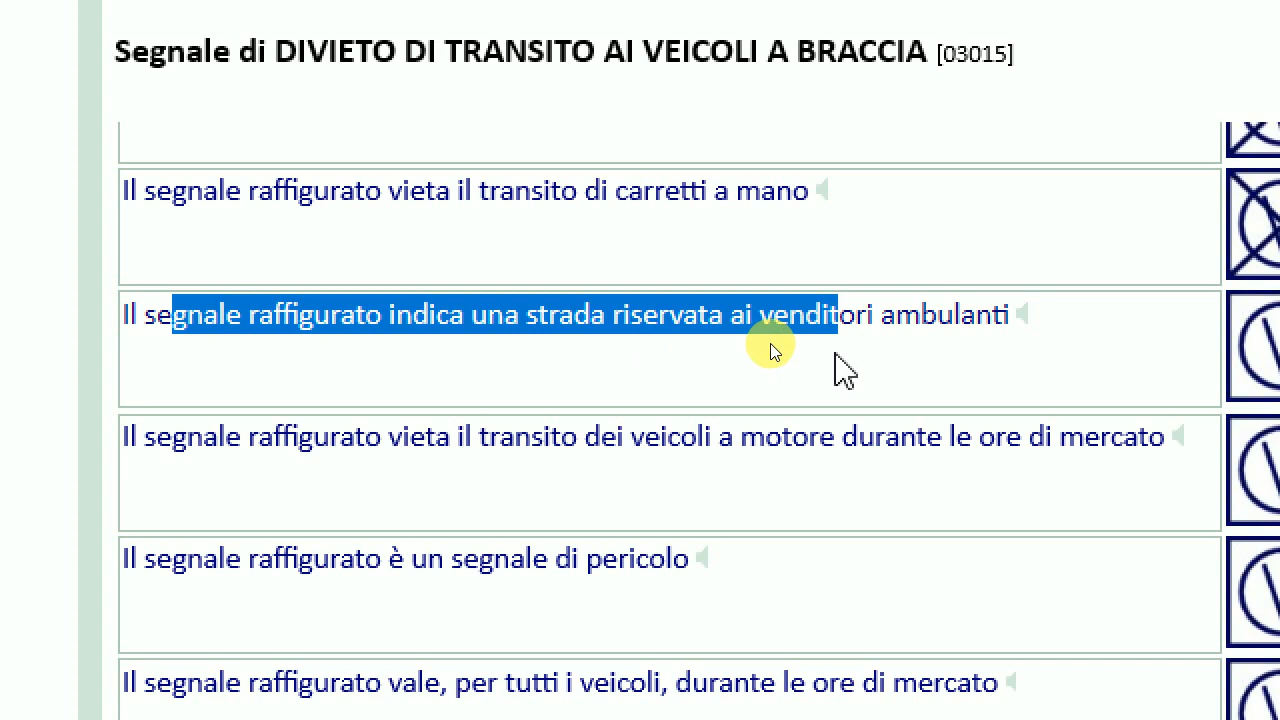 Segnale di DIVIETO DI TRANSITO AI VEICOLI A BRACCIA [03015]
Il segnale raffigurato vieta il transito di carretti a mano
Il segnale raffigurato indica una strada riservata ai venditori ambulanti
Il segnale raffigurato vieta il transito dei veicoli a motore durante le ore di mercato
Il segnale raffigurato è un segnale di pericolo
Il segnale raffigurato vale, per tutti i veicoli, durante le ore di mercato